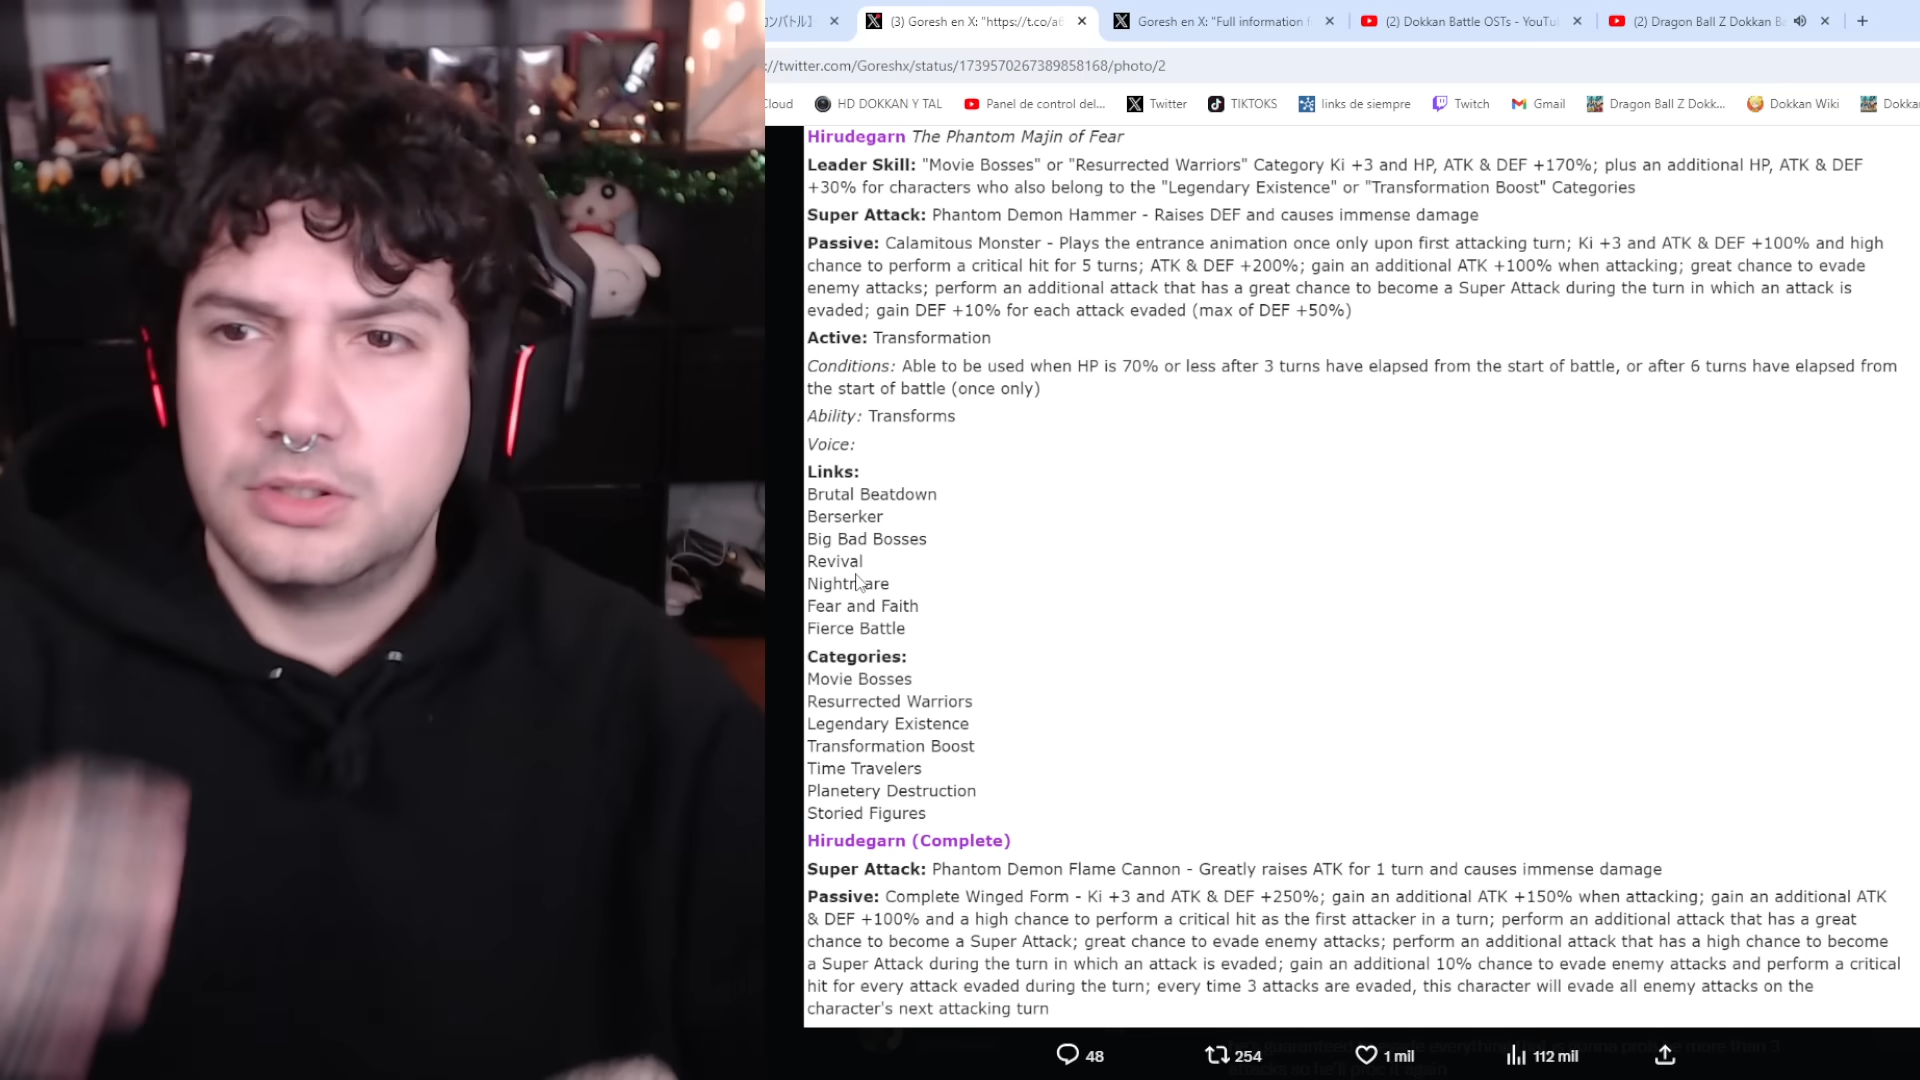 ンバトル】
(3) Goresh en X: "https://t.co/a
Goresh en X: "Full information
(2) Dokkan Battle OSTs - YouTu
(2) Dragon Ball Z Dokkan B
://twitter.com/Goreshx/status/1739570267389858168/photo/2
Cloud
HD DOKKAN Y TAL
Panel de control del...
Twitter
TIKTOKS
links de siempre
Twitch
Gmail
Dragon Ball Z Dokk...
Dokkan Wiki
Dokka
Hirudegarn The Phantom Majin of Fear
Leader Skill: "Movie Bosses" or "Resurrected Warriors" Category Ki +3 and HP, ATK & DEF +170%; plus an additional HP, ATK & DEF
+30% for characters who also belong to the "Legendary Existence" or "Transformation Boost" Categories
Super Attack: Phantom Demon Hammer - Raises DEF and causes immense damage
Passive: Calamitous Monster - Plays the entrance animation once only upon first attacking turn; Ki +3 and ATK & DEF +100% and high
chance to perform a critical hit for 5 turns; ATK & DEF +200%; gain an additional ATK +100% when attacking; great chance to evade
enemy attacks; perform an additional attack that has a great chance to become a Super Attack during the turn in which an attack is
evaded; gain DEF +10% for each attack evaded (max of DEF +50%)
Active: Transformation
Conditions: Able to be used when HP is 70% or less after 3 turns have elapsed from the start of battle, or after 6 turns have elapsed from
the start of battle (once only)
Ability: Transforms
Voice:
Links:
Brutal Beatdown
Berserker
Big Bad Bosses
Revival
Nightmare
Fear and Faith
Fierce Battle
Categories:
Movie Bosses
Resurrected Warriors
Legendary Existence
Transformation Boost
Time Travelers
Planetery Destruction
Storied Figures
Hirudegarn (Complete)
Super Attack: Phantom Demon Flame Cannon - Greatly raises ATK for 1 turn and causes immense damage
Passive: Complete Winged Form - Ki +3 and ATK & DEF +250%; gain an additional ATK +150% when attacking; gain an additional ATK
& DEF +100% and a high chance to perform a critical hit as the first attacker in a turn; perform an additional attack that has a great
chance to become a Super Attack; great chance to evade enemy attacks; perform an additional attack that has a high chance to become
a Super Attack during the turn in which an attack is evaded; gain an additional 10% chance to evade enemy attacks and perform a critical
hit for every attack evaded during the turn; every time 3 attacks are evaded, this character will evade all enemy attacks on the
character's next attacking turn
48
254
1 mil
112 mil